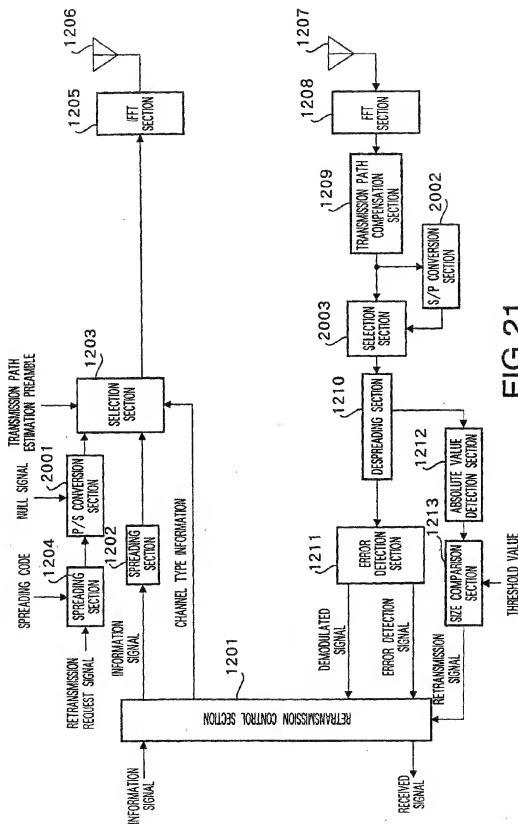 1206
1205
IFFT
SECTION
TRANSMISSION PATH
ESTIMATION PREAMBLE
1203
SELECTION
SECTION
NULL SIGNAL
2001
P/S CONVERSION
SECTION
SPREADING CODE
1204
SPREADING
SECTION
1202
SPREADING
SECTION
RETRANSMISSION
REQUEST SIGNAL
INFORMATION
SIGNAL
CHANNEL TYPE INFORMATION
1201
RETRANSMISSION CONTROL SECTION
INFORMATION
SIGNAL
RECEIVED
SIGNAL
1207
1208
FFT
SECTION
1209
TRANSMISSION PATH
COMPENSATION
SECTION
2002
S/P CONVERSION
SECTION
2003
SELECTION
SECTION
1210
DESPREADING SECTION
1211
ERROR
DETECTION
SECTION
1212
ABSOLUTE VALUE
DETECTION SECTION
1213
SIZE COMPARISON
SECTION
THRESHOLD VALUE
DEMODULATED
SIGNAL
ERROR DETECTION
SIGNAL
RETRANSMISSION
SIGNAL
FIG.21